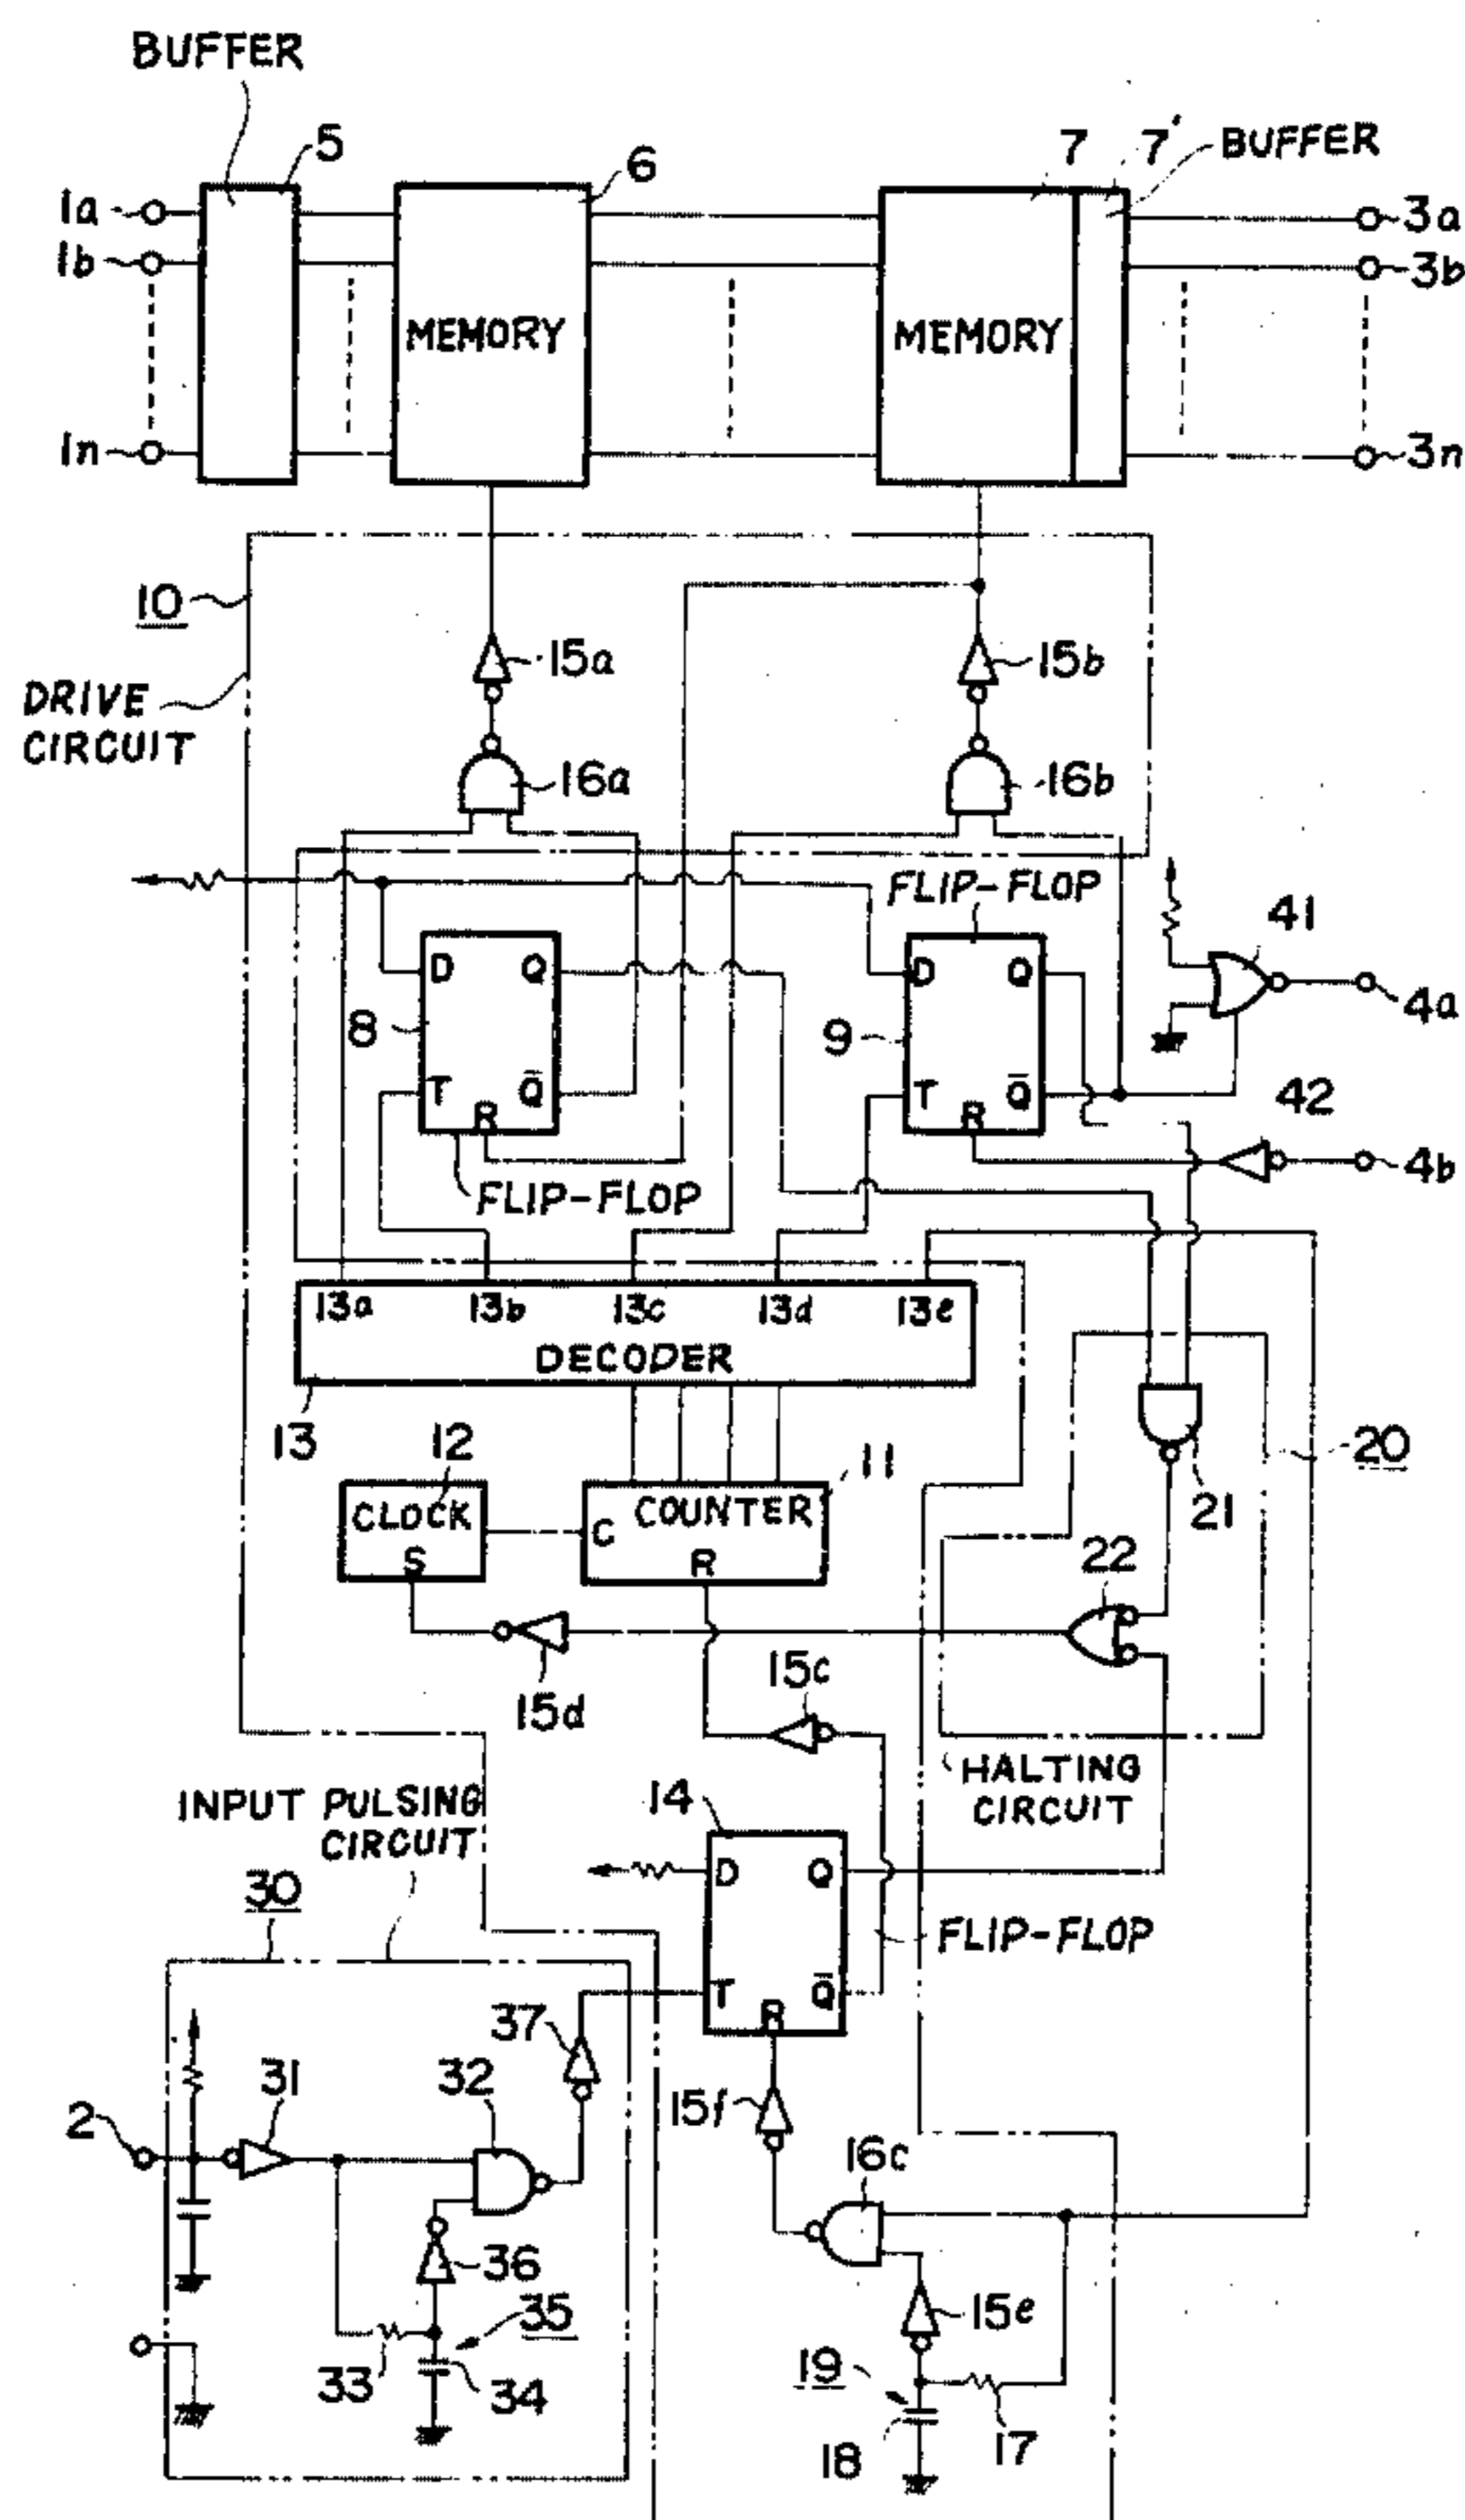 BUFFER
5
6
7
7'
BUFFER
1a
1b
1n
MEMORY
MEMORY
3a
3b
3n
10
DRIVE
CIRCUIT
15a
15b
16a
16b
FLIP-FLOP
41
D
Q
8
T
R
Q̄
FLIP-FLOP
D
Q
9
T
R
Q̄
4a
42
4b
13a
13b
13c
13d
13e
DECODER
13
12
11
CLOCK
S
C
COUNTER
R
20
21
22
15d
15c
HALTING
CIRCUIT
INPUT PULSING
CIRCUIT
30
14
D
Q
T
R
Q̄
FLIP-FLOP
37
2
31
32
15f
16c
36
35
33
34
15e
19
18
17